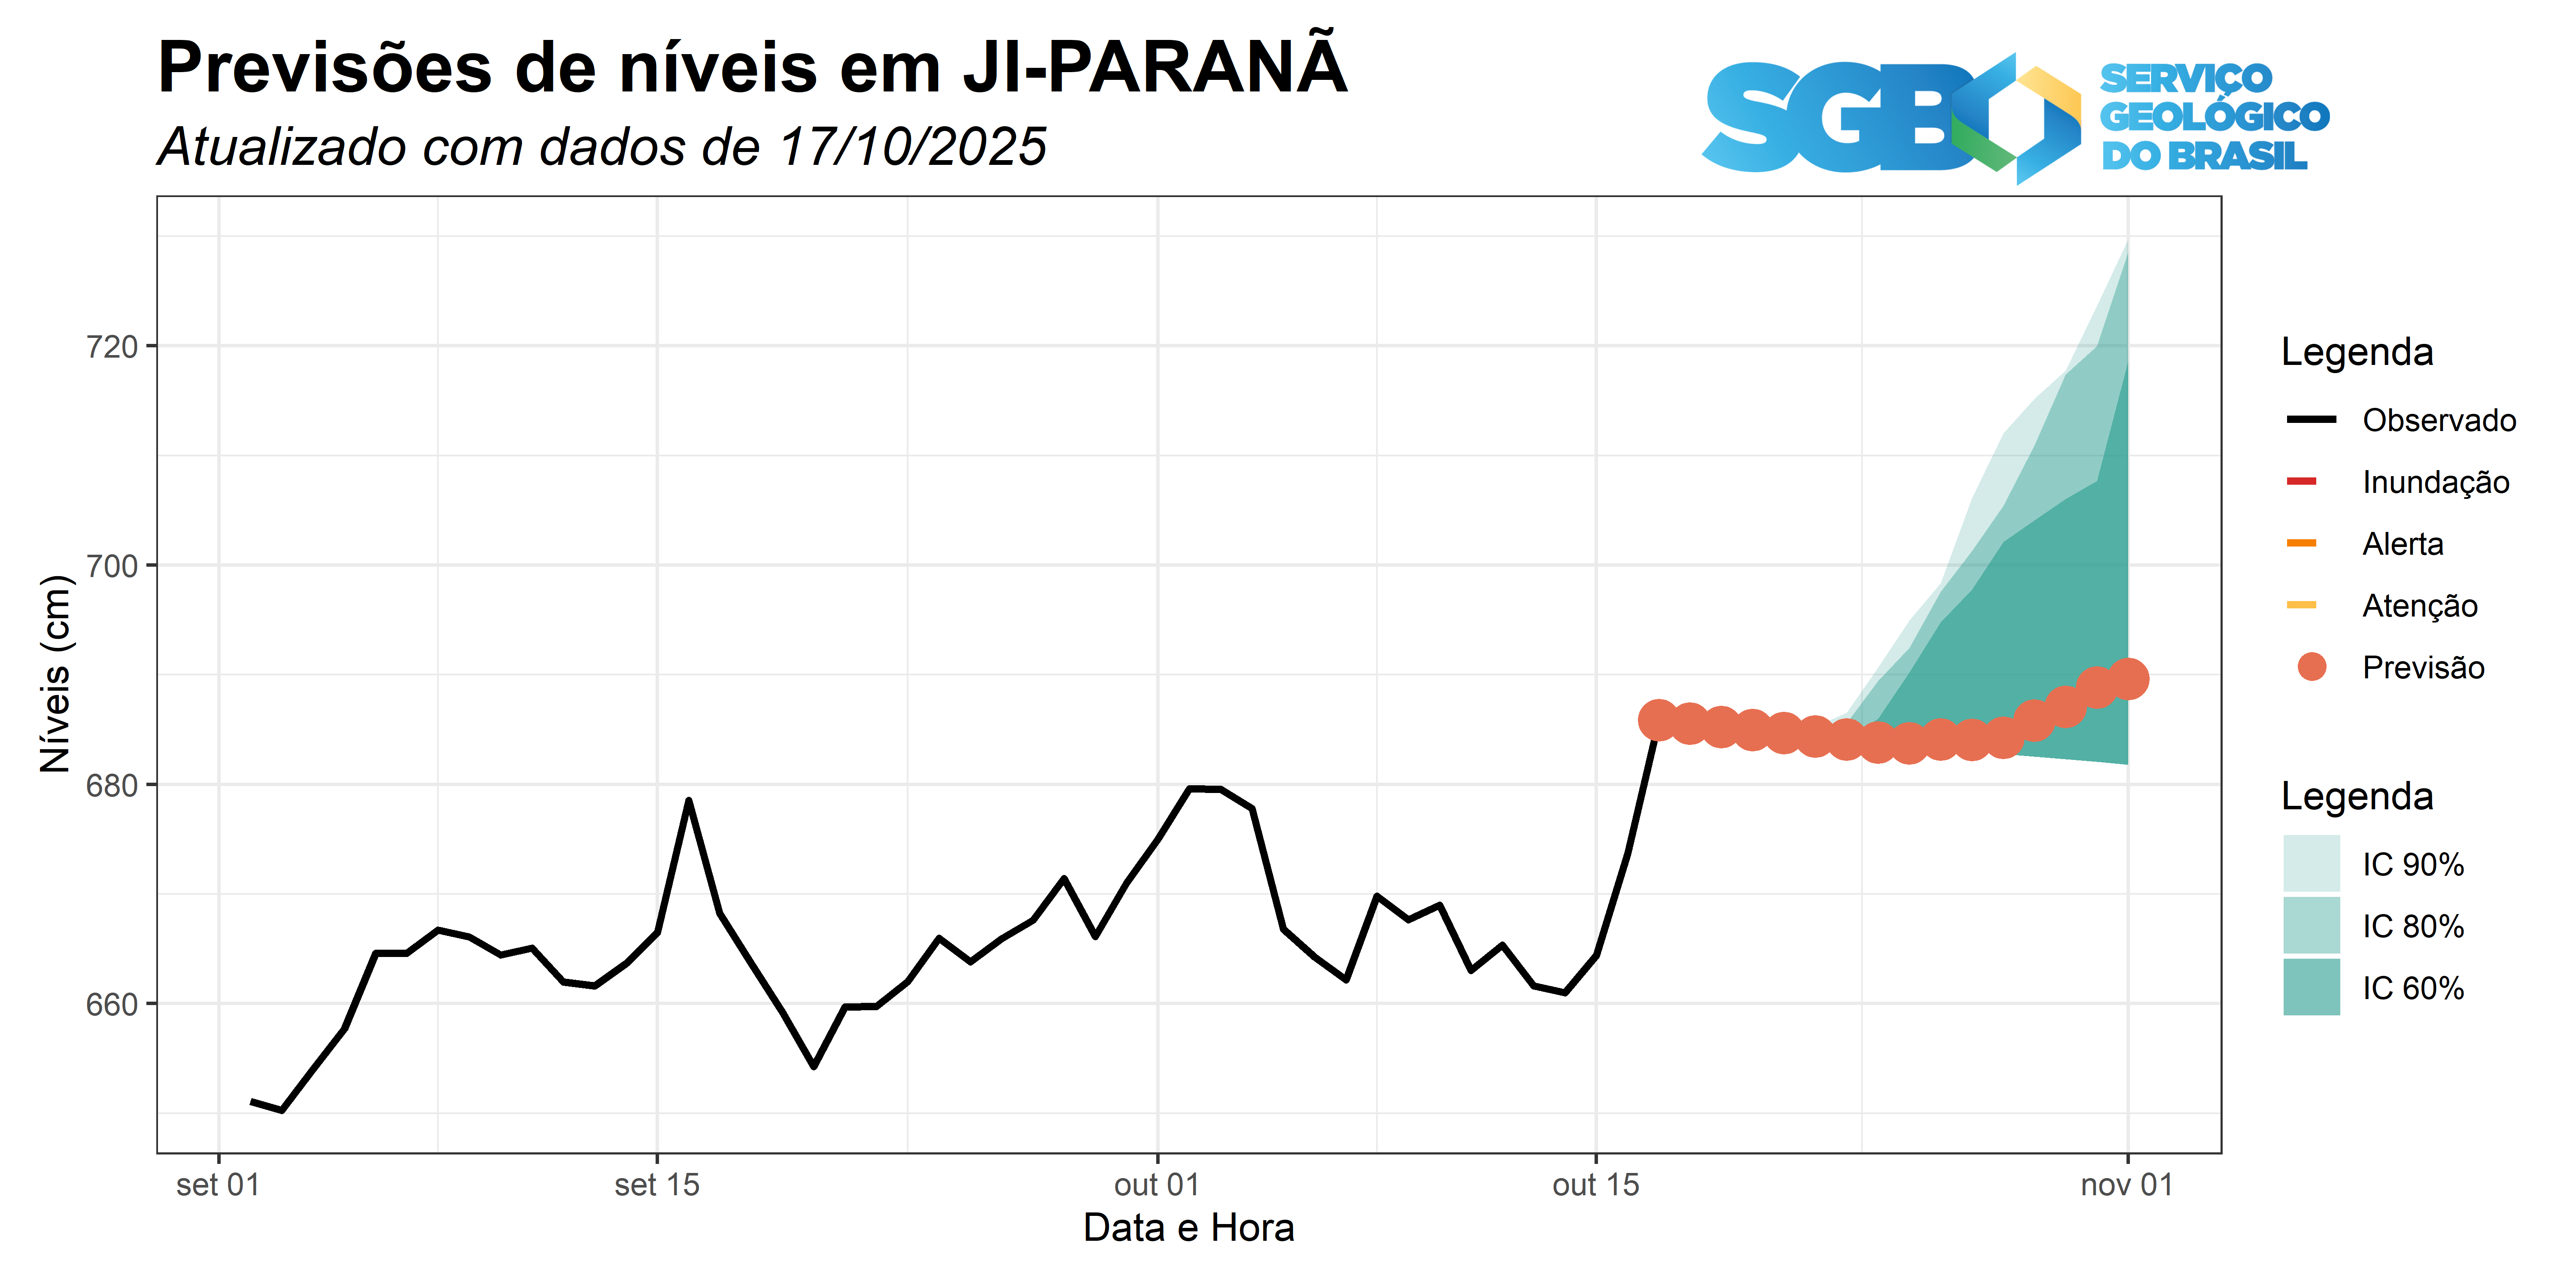 Previsões de níveis em JI-PARANÃ
Atualizado com dados de 17/10/2025
SGB
SERVIÇO
GEOLÓGICO
DO BRASIL
Níveis (cm)
720
700
680
660
set 01
set 15
out 01
out 15
nov 01
Data e Hora
Legenda
Observado
Inundação
Alerta
Atenção
Previsão
Legenda
IC 90%
IC 80%
IC 60%